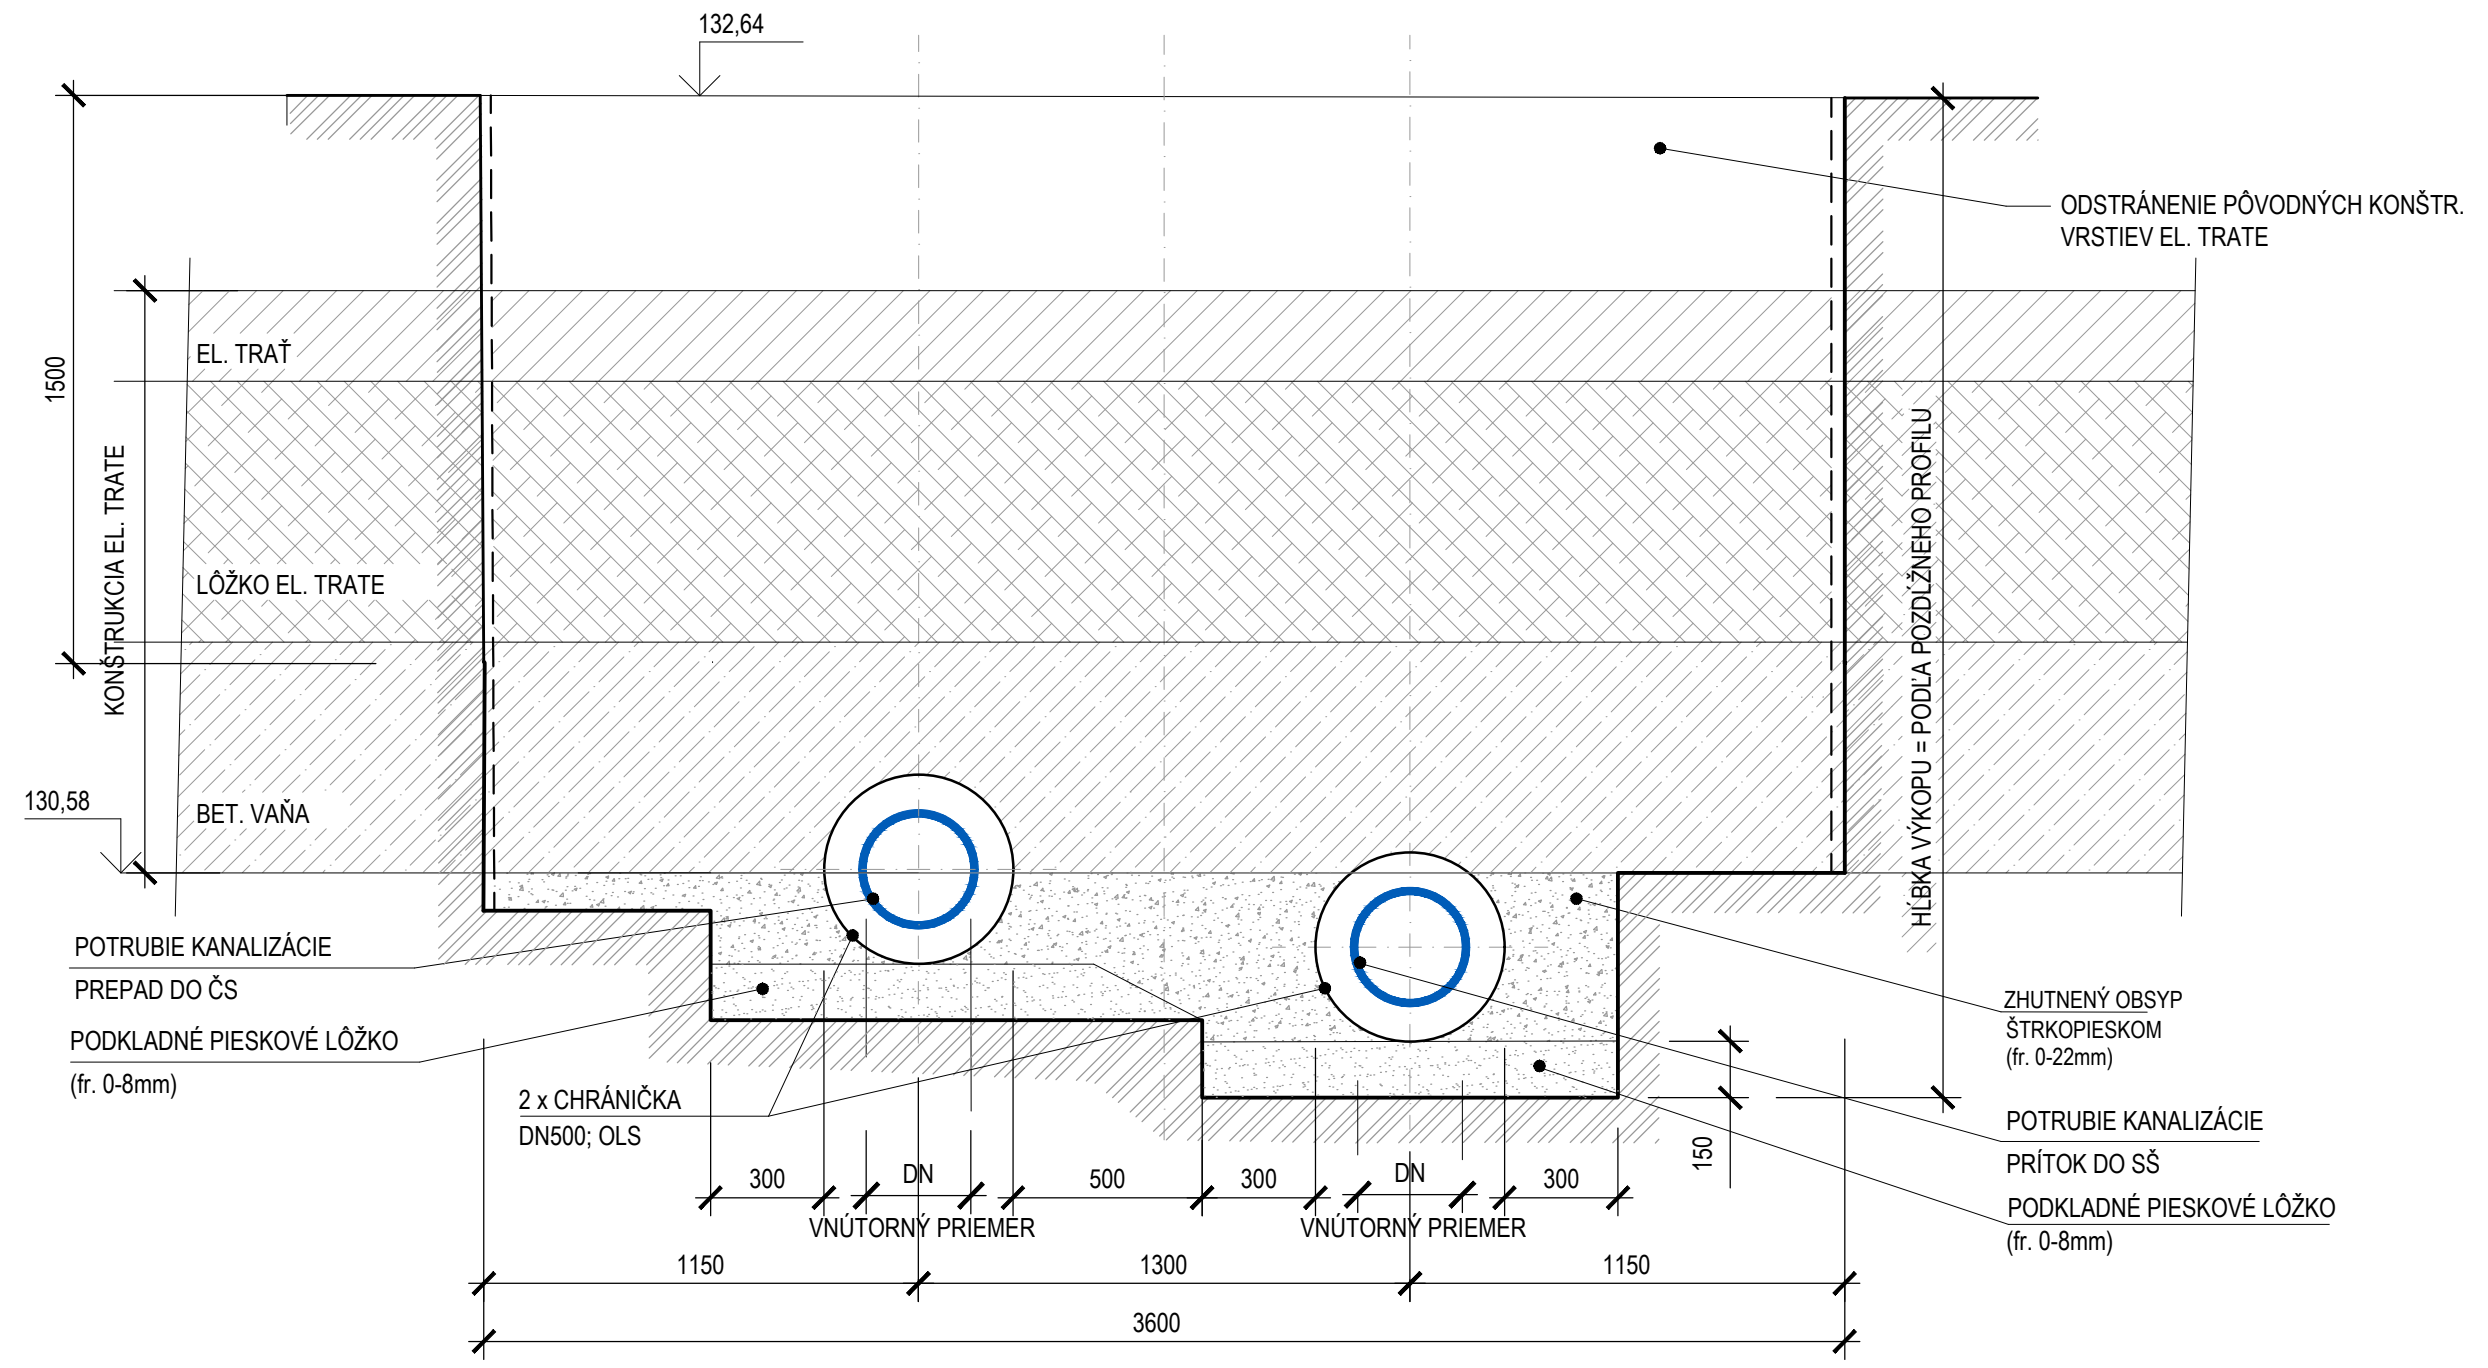 132,64
ODSTRÁNENIE PÔVODNÝCH KONŠTR.
VRSTIEV EL. TRATE
EL. TRAŤ
1500
KONŠTRUKCIA EL. TRATE
LÔŽKO EL. TRATE
HĹBKA VÝKOPU = PODĽA POZDĹŽNEHO PROFILU
130,58
BET. VAŇA
POTRUBIE KANALIZÁCIE
PREPAD DO ČS
PODKLADNÉ PIESKOVÉ LÔŽKO
(fr. 0-8mm)
2 x CHRÁNIČKA
DN500; OLS
ZHUTNENÝ OBSYP
ŠTRKOPIESKOM
(fr. 0-22mm)
POTRUBIE KANALIZÁCIE
PRÍTOK DO SŠ
PODKLADNÉ PIESKOVÉ LÔŽKO
(fr. 0-8mm)
150
300 DN 500 300 DN 300
VNÚTORNÝ PRIEMER VNÚTORNÝ PRIEMER
1150 1300 1150
3600